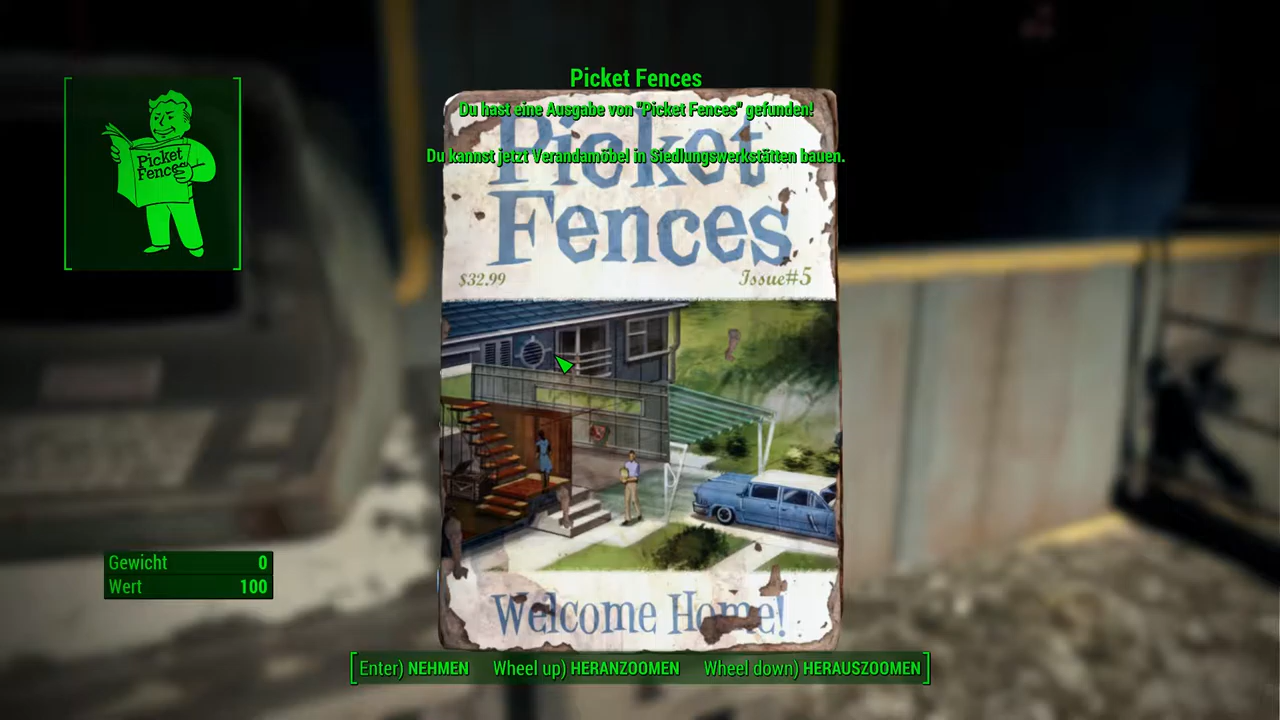 Picket Fences
Du hast eine Ausgabe von "Picket Fences" gefunden!
Du kannst jetzt Verandamöbel in Siedlungswerkstätten bauen.
Picket
Fences
Picket
Fences
$32.99 Issue#5
Welcome Home!
Gewicht 0
Wert 100
Enter) NEHMEN Wheel up) HERANZOOMEN Wheel down) HERAUSZOOMEN